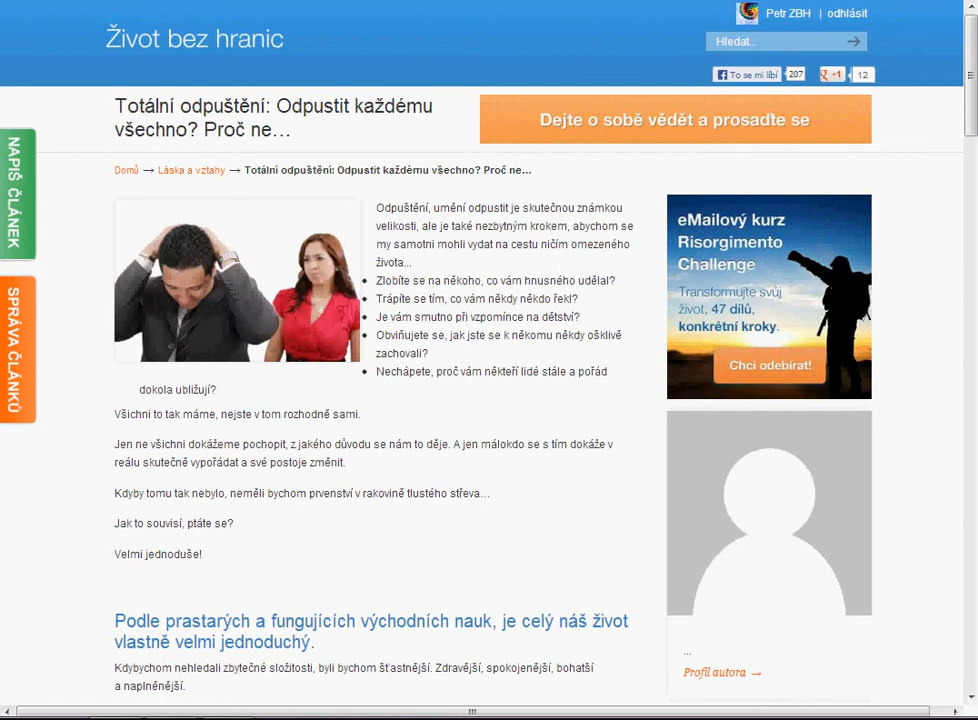 Petr ZBH | odhlásit
Život bez hranic
Hledat...
To se mi líbí 207
+1 12
Totální odpuštění: Odpustit každému
všechno? Proč ne…
Dejte o sobě vědět a prosaďte se
NAPIŠ ČLÁNEK
SPRÁVA ČLÁNKŮ
Domů → Láska a vztahy → Totální odpuštění: Odpustit každému všechno? Proč ne…
Odpuštění, umění odpustit je skutečnou známkou
velikosti, ale je také nezbytným krokem, abychom se
my samotni mohli vydat na cestu ničím omezeného
života…
• Zlobíte se na někoho, co vám hnusného udělal?
• Trápíte se tím, co vám někdy někdo řekl?
• Je vám smutno při vzpomínce na dětství?
• Obviňujete se, jak jste se k někomu někdy ošklivě
zachovali?
• Nechápete, proč vám někteří lidé stále a pořád
dokola ubližují?
Všichni to tak máme, nejste v tom rozhodně sami.
Jen ne všichni dokážeme pochopit, z jakého důvodu se nám to děje. A jen málokdo se s tím dokáže v
reálu skutečně vypořádat a své postoje změnit.
Kdyby tomu tak nebylo, neměli bychom prvenství v rakovině tlustého střeva…
Jak to souvisí, ptáte se?
Velmi jednoduše!
Podle prastarých a fungujících východních nauk, je celý náš život
vlastně velmi jednoduchý.
Kdybychom nehledali zbytečné složitosti, byli bychom šťastnější. Zdravější, spokojenější, bohatší
a naplněnější.
eMailový kurz
Risorgimento
Challenge
Transformujte svůj
život, 47 dílů,
konkrétní kroky.
Chci odebírat!
...
Profil autora →